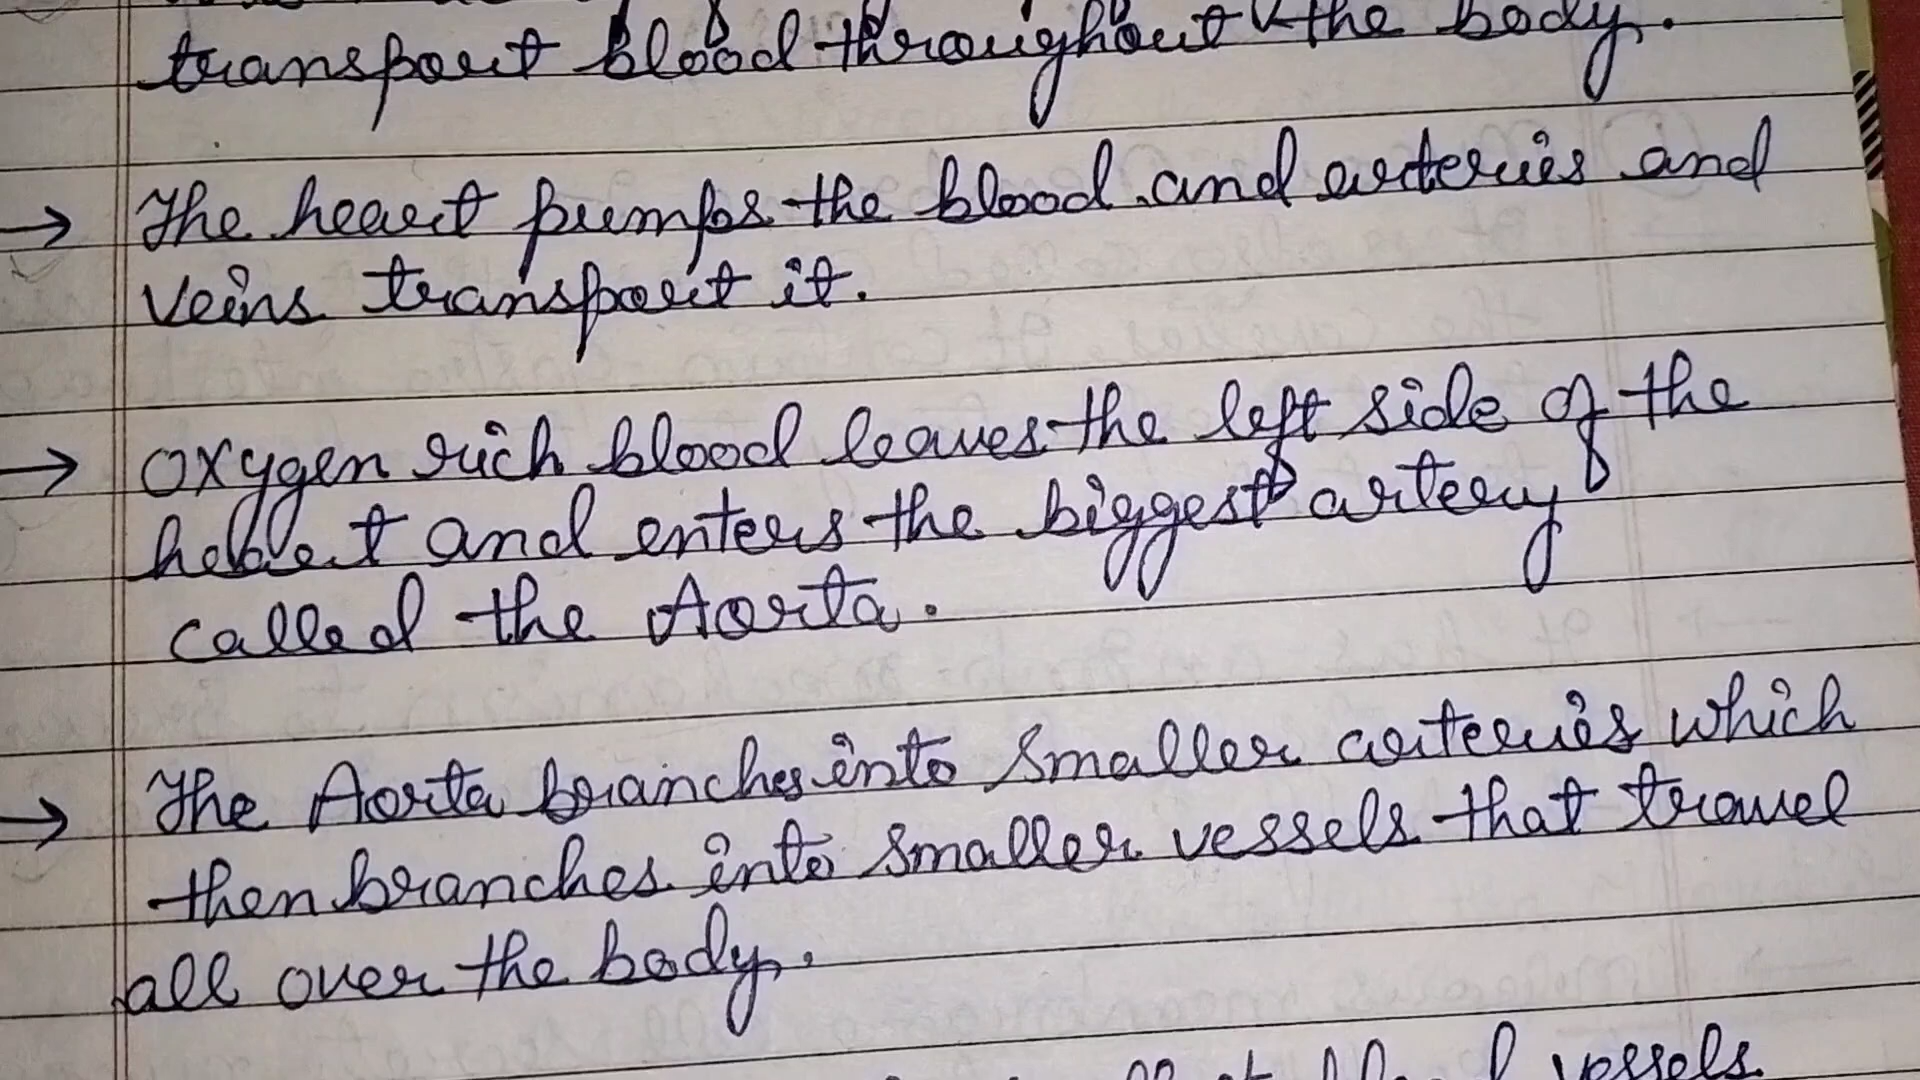 transport blood throughout the body.
→ The heart pumps the blood and arteries and
veins transport it.
→ Oxygen rich blood leaves the left side of the
heart and enters the biggest artery
called the Aorta.
→ The Aorta branches into smaller arteries which
then branches into smaller vessels that travel
all over the body.
vessels